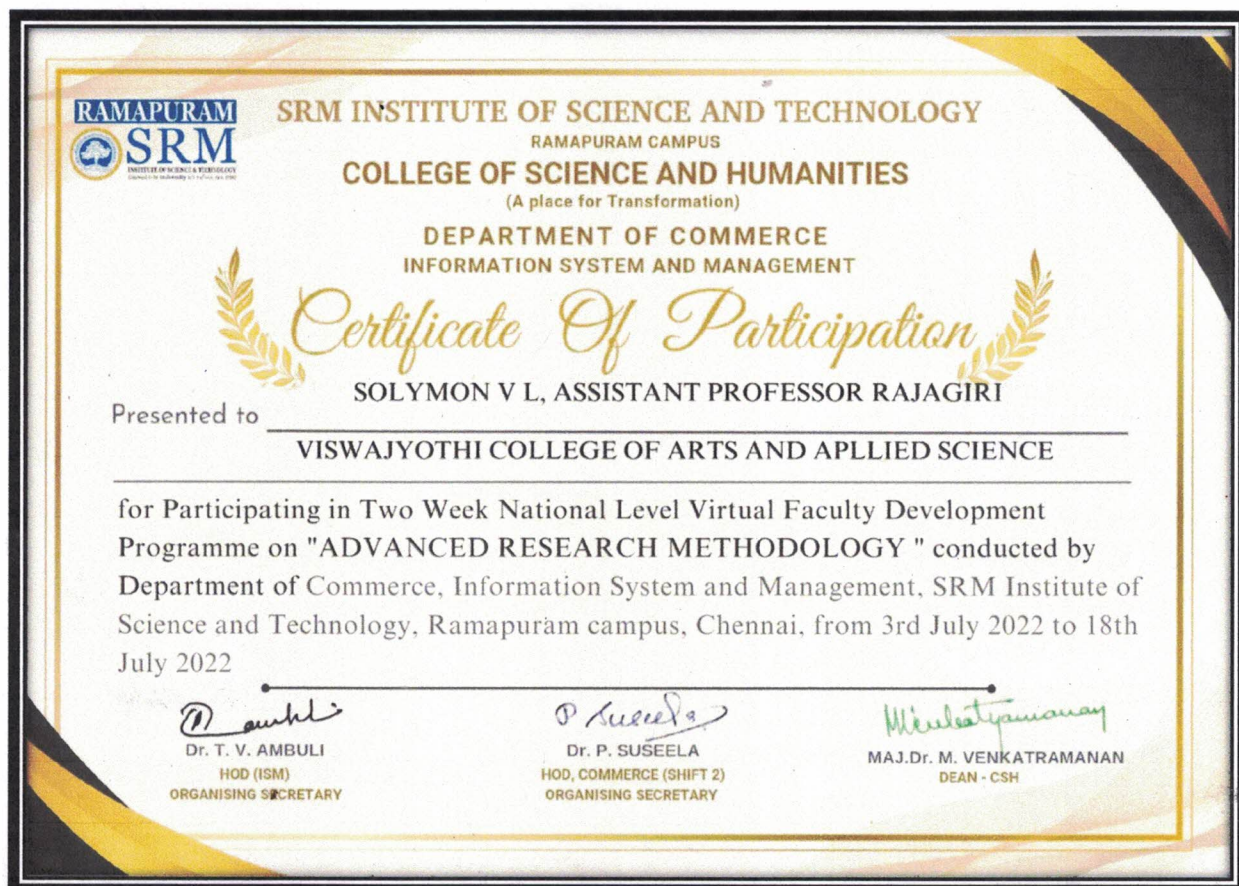 RAMAPURAM
SRM
INSTITUTE OF SCIENCE & TECHNOLOGY
SRM INSTITUTE OF SCIENCE AND TECHNOLOGY
RAMAPURAM CAMPUS
COLLEGE OF SCIENCE AND HUMANITIES
(A place for Transformation)
DEPARTMENT OF COMMERCE
INFORMATION SYSTEM AND MANAGEMENT
Certificate Of Participation
SOLYMON V L, ASSISTANT PROFESSOR RAJAGIRI
Presented to
VISWAJYOTHI COLLEGE OF ARTS AND APLLIED SCIENCE
for Participating in Two Week National Level Virtual Faculty Development
Programme on "ADVANCED RESEARCH METHODOLOGY " conducted by
Department of Commerce, Information System and Management, SRM Institute of
Science and Technology, Ramapuram campus, Chennai, from 3rd July 2022 to 18th
July 2022
P Suseela
Dr. T. V. AMBULI
Dr. P. SUSEELA
MAJ.Dr. M. VENKATRAMANAN
HOD (ISM)
HOD, COMMERCE (SHIFT 2)
DEAN - CSH
ORGANISING SECRETARY
ORGANISING SECRETARY